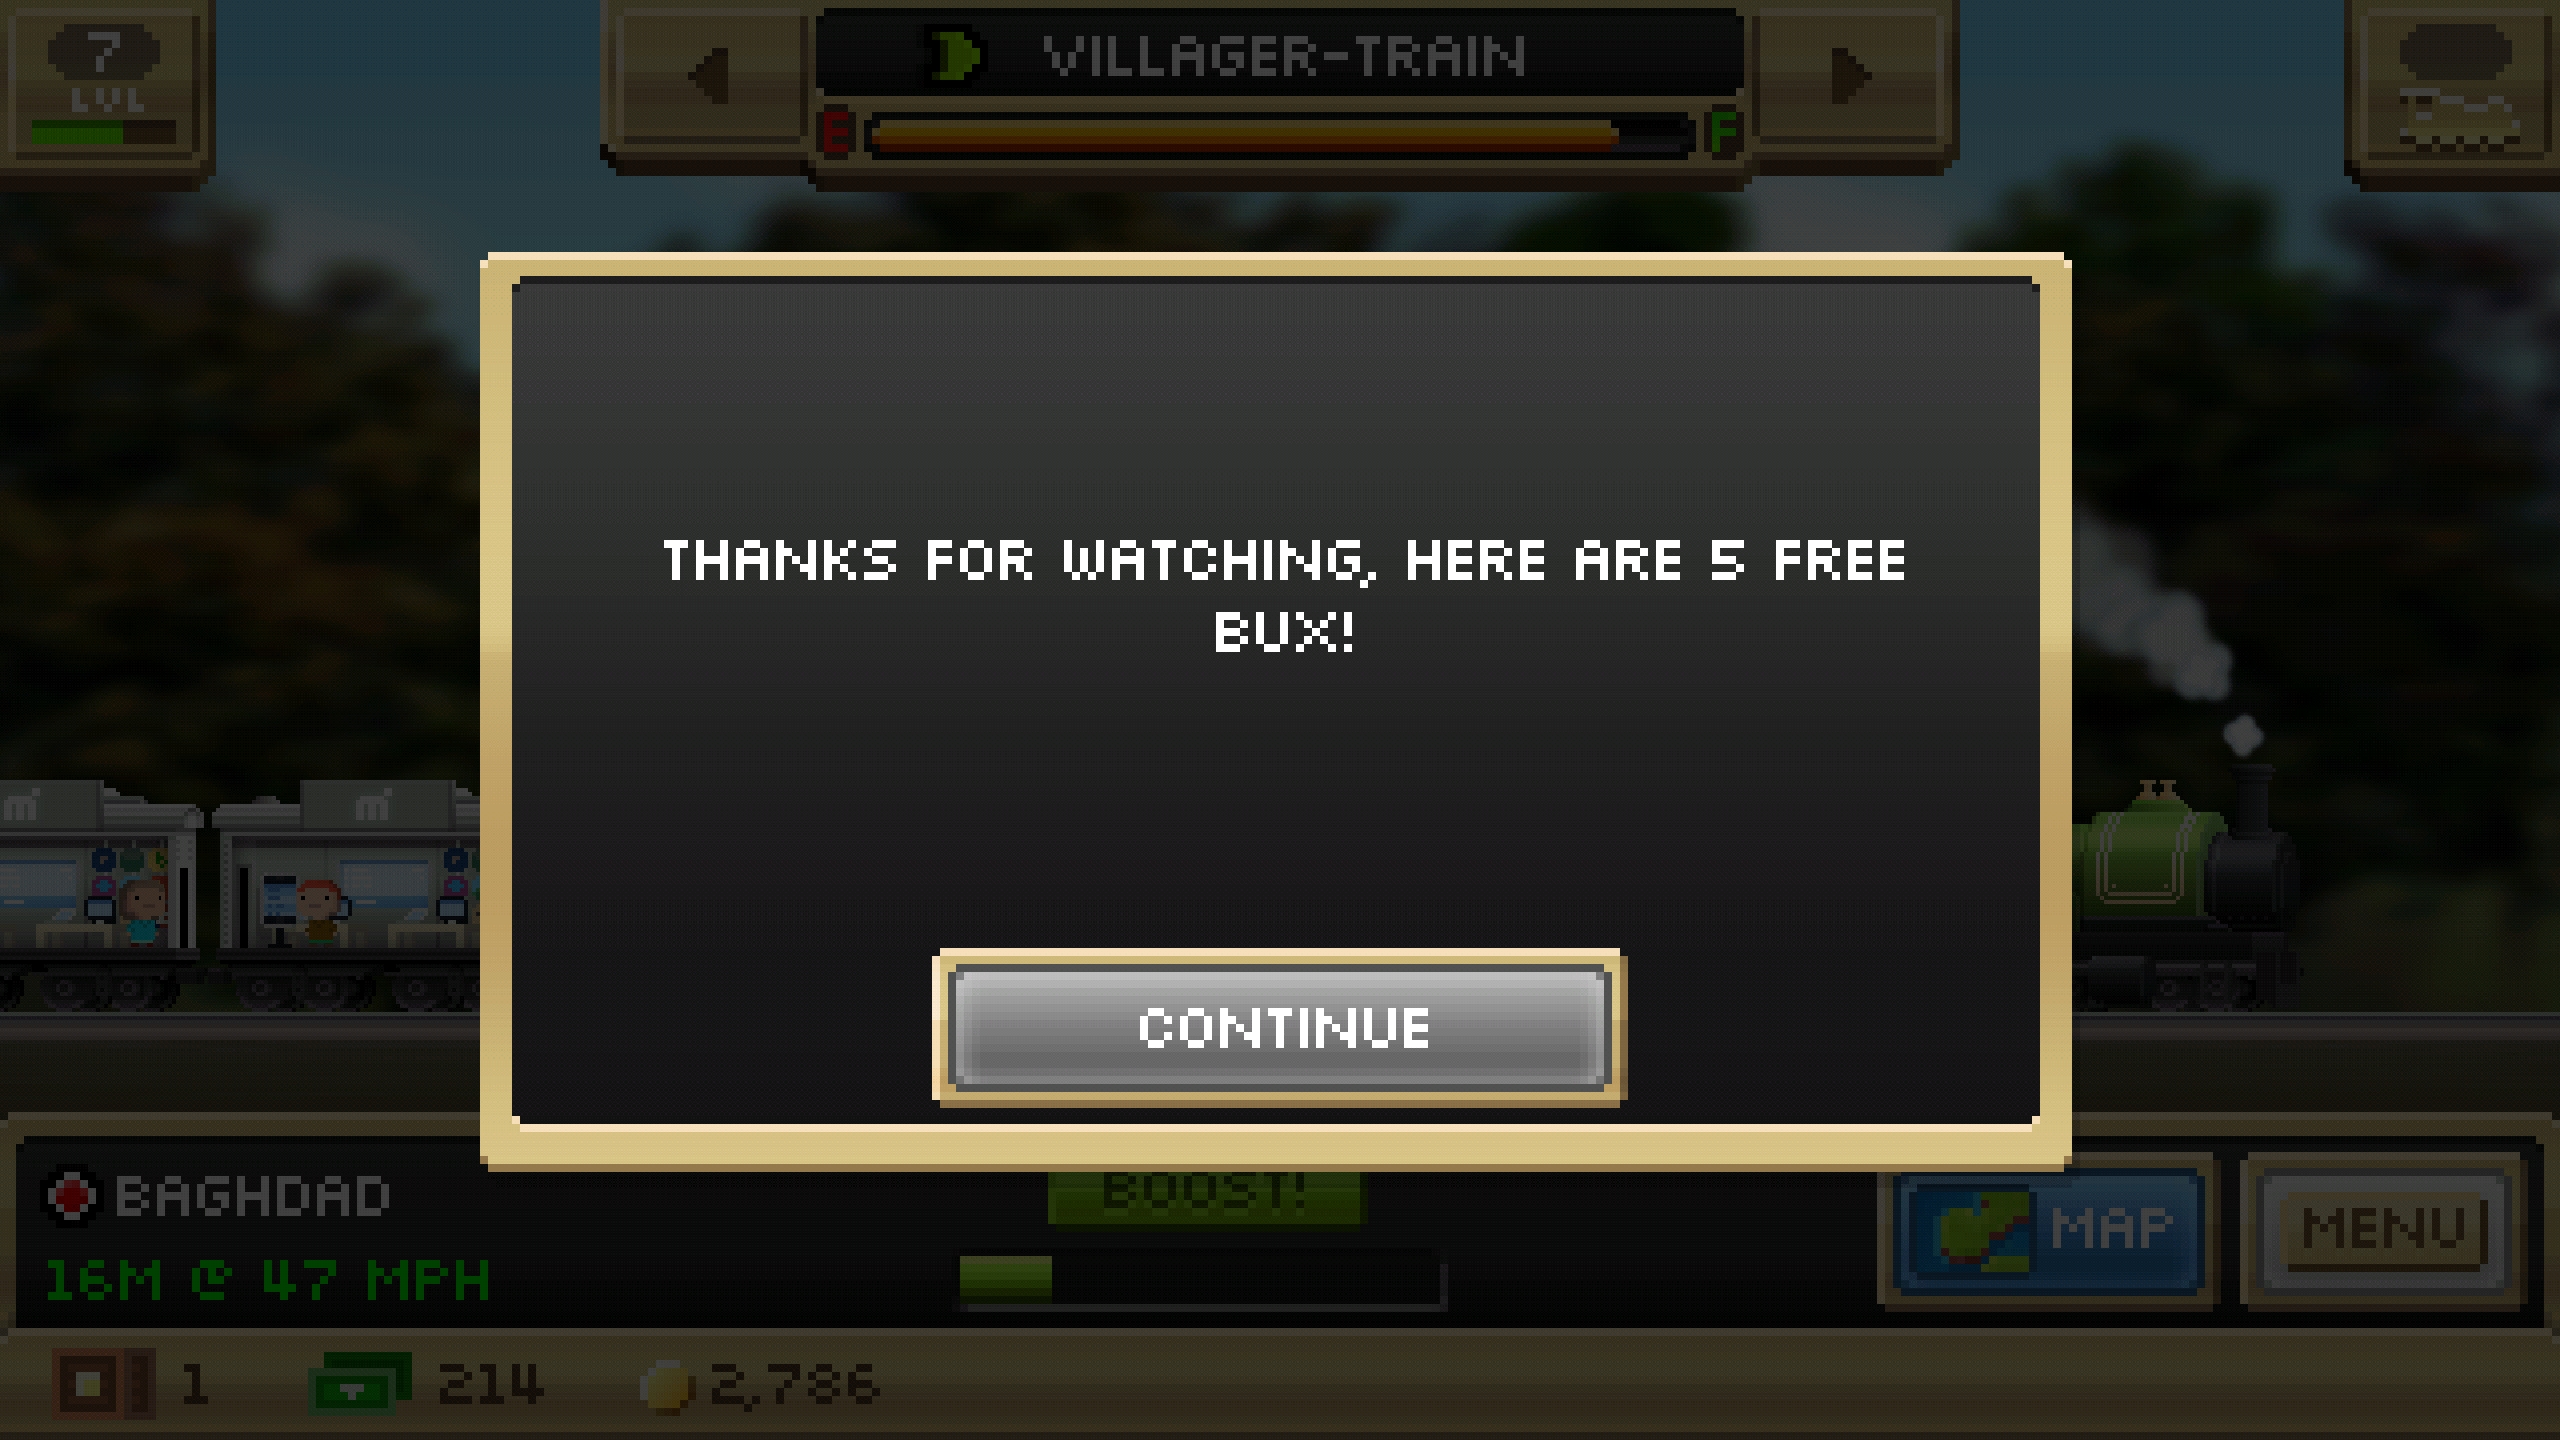 7
LVL
VILLAGER-TRAIN
E F
THANKS FOR WATCHING, HERE ARE 5 FREE
BUX!
CONTINUE
BAGHDAD
16M @ 47 MPH
BOOST!
MAP
MENU
1
214
2,786